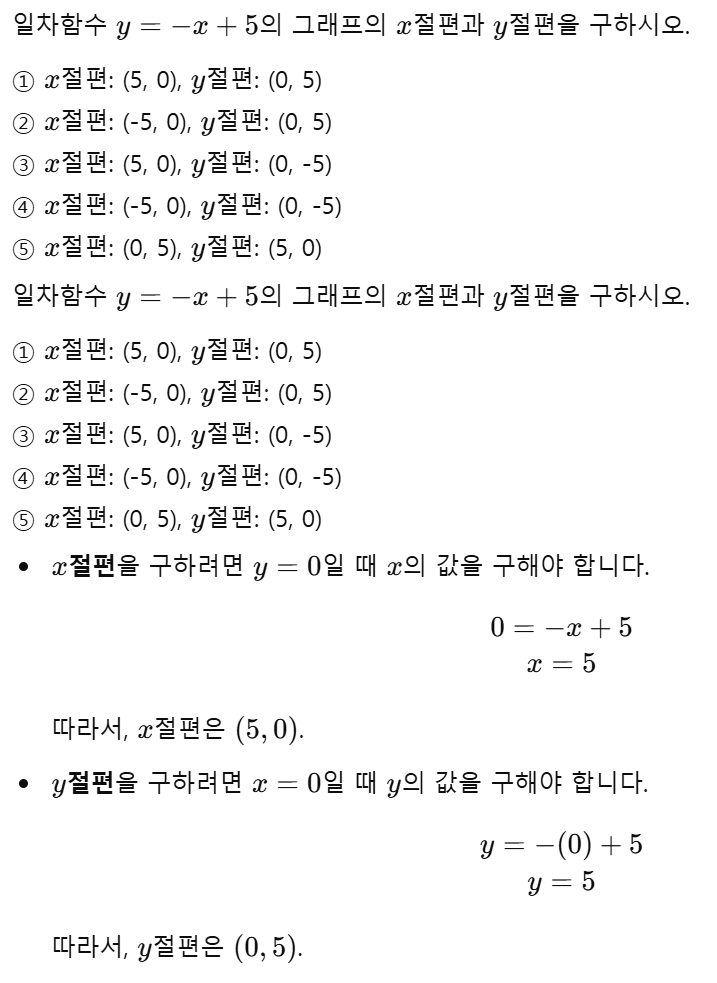 일차함수 y = −x + 5의 그래프의 x절편과 y절편을 구하시오.
① x절편: (5, 0), y절편: (0, 5)
② x절편: (-5, 0), y절편: (0, 5)
③ x절편: (5, 0), y절편: (0, -5)
④ x절편: (-5, 0), y절편: (0, -5)
⑤ x절편: (0, 5), y절편: (5, 0)
일차함수 y = −x + 5의 그래프의 x절편과 y절편을 구하시오.
① x절편: (5, 0), y절편: (0, 5)
② x절편: (-5, 0), y절편: (0, 5)
③ x절편: (5, 0), y절편: (0, -5)
④ x절편: (-5, 0), y절편: (0, -5)
⑤ x절편: (0, 5), y절편: (5, 0)
• x절편을 구하려면 y = 0일 때 x의 값을 구해야 합니다.
0 = −x + 5
x = 5
따라서, x절편은 (5, 0).
• y절편을 구하려면 x = 0일 때 y의 값을 구해야 합니다.
y = −(0) + 5
y = 5
따라서, y절편은 (0, 5).